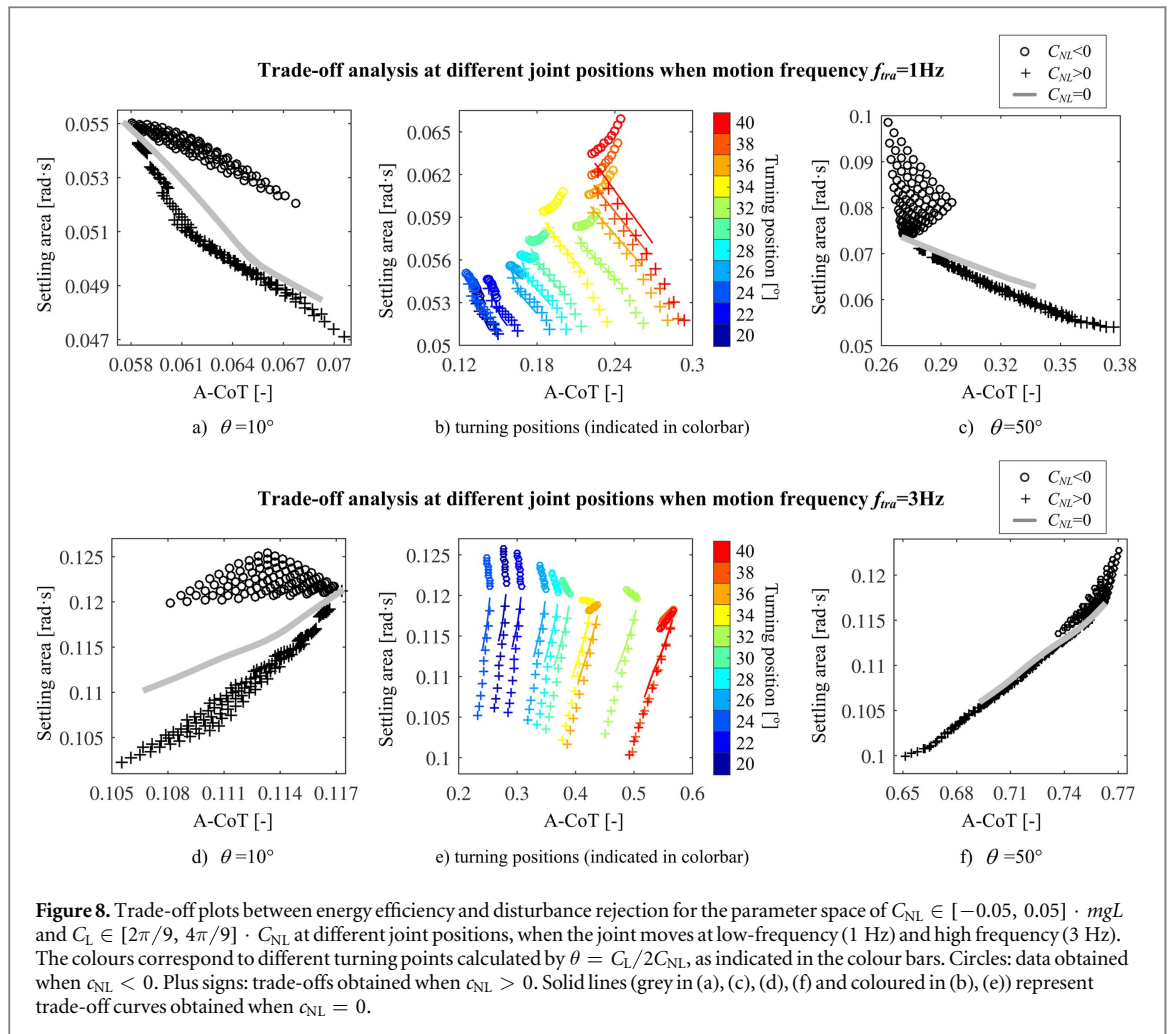 ○ C_NL<0
+ C_NL>0
C_NL=0
Trade-off analysis at different joint positions when motion frequency f_tra=1Hz
Settling area [rad·s]
0.055
0.053
0.051
0.049
0.047
0.058 0.061 0.065 0.067 0.07
A-CoT [-]
a) θ=10°
Settling area [rad·s]
0.065
0.062
0.059
0.056
0.053
0.05
0.12 0.18 0.24 0.3
A-CoT [-]
b) turning positions (indicated in colorbar)
40
38
36
34
32
30
28
26
24
22
20
Turning position [°]
Settling area [rad·s]
0.1
0.09
0.08
0.07
0.06
0.05
0.26 0.29 0.32 0.35 0.38
A-CoT [-]
c) θ=50°
○ C_NL<0
+ C_NL>0
C_NL=0
Trade-off analysis at different joint positions when motion frequency f_tra=3Hz
Settling area [rad·s]
0.125
0.12
0.115
0.11
0.105
0.105 0.108 0.111 0.114 0.117
A-CoT [-]
d) θ=10°
Settling area [rad·s]
0.125
0.12
0.115
0.11
0.105
0.1
0.2 0.3 0.4 0.5 0.6
A-CoT [-]
e) turning positions (indicated in colorbar)
40
38
36
34
32
30
28
26
24
22
20
Turning position [°]
Settling area [rad·s]
0.12
0.115
0.11
0.105
0.1
0.65 0.68 0.71 0.74 0.77
A-CoT [-]
f) θ=50°
Figure 8. Trade-off plots between energy efficiency and disturbance rejection for the parameter space of C_NL ∈ [−0.05, 0.05] · mgL
and C_L ∈ [2π/9, 4π/9] · C_NL at different joint positions, when the joint moves at low-frequency (1 Hz) and high frequency (3 Hz).
The colours correspond to different turning points calculated by θ = C_L/2C_NL, as indicated in the colour bars. Circles: data obtained
when c_NL < 0. Plus signs: trade-offs obtained when c_NL > 0. Solid lines (grey in (a), (c), (d), (f) and coloured in (b), (e)) represent
trade-off curves obtained when c_NL = 0.